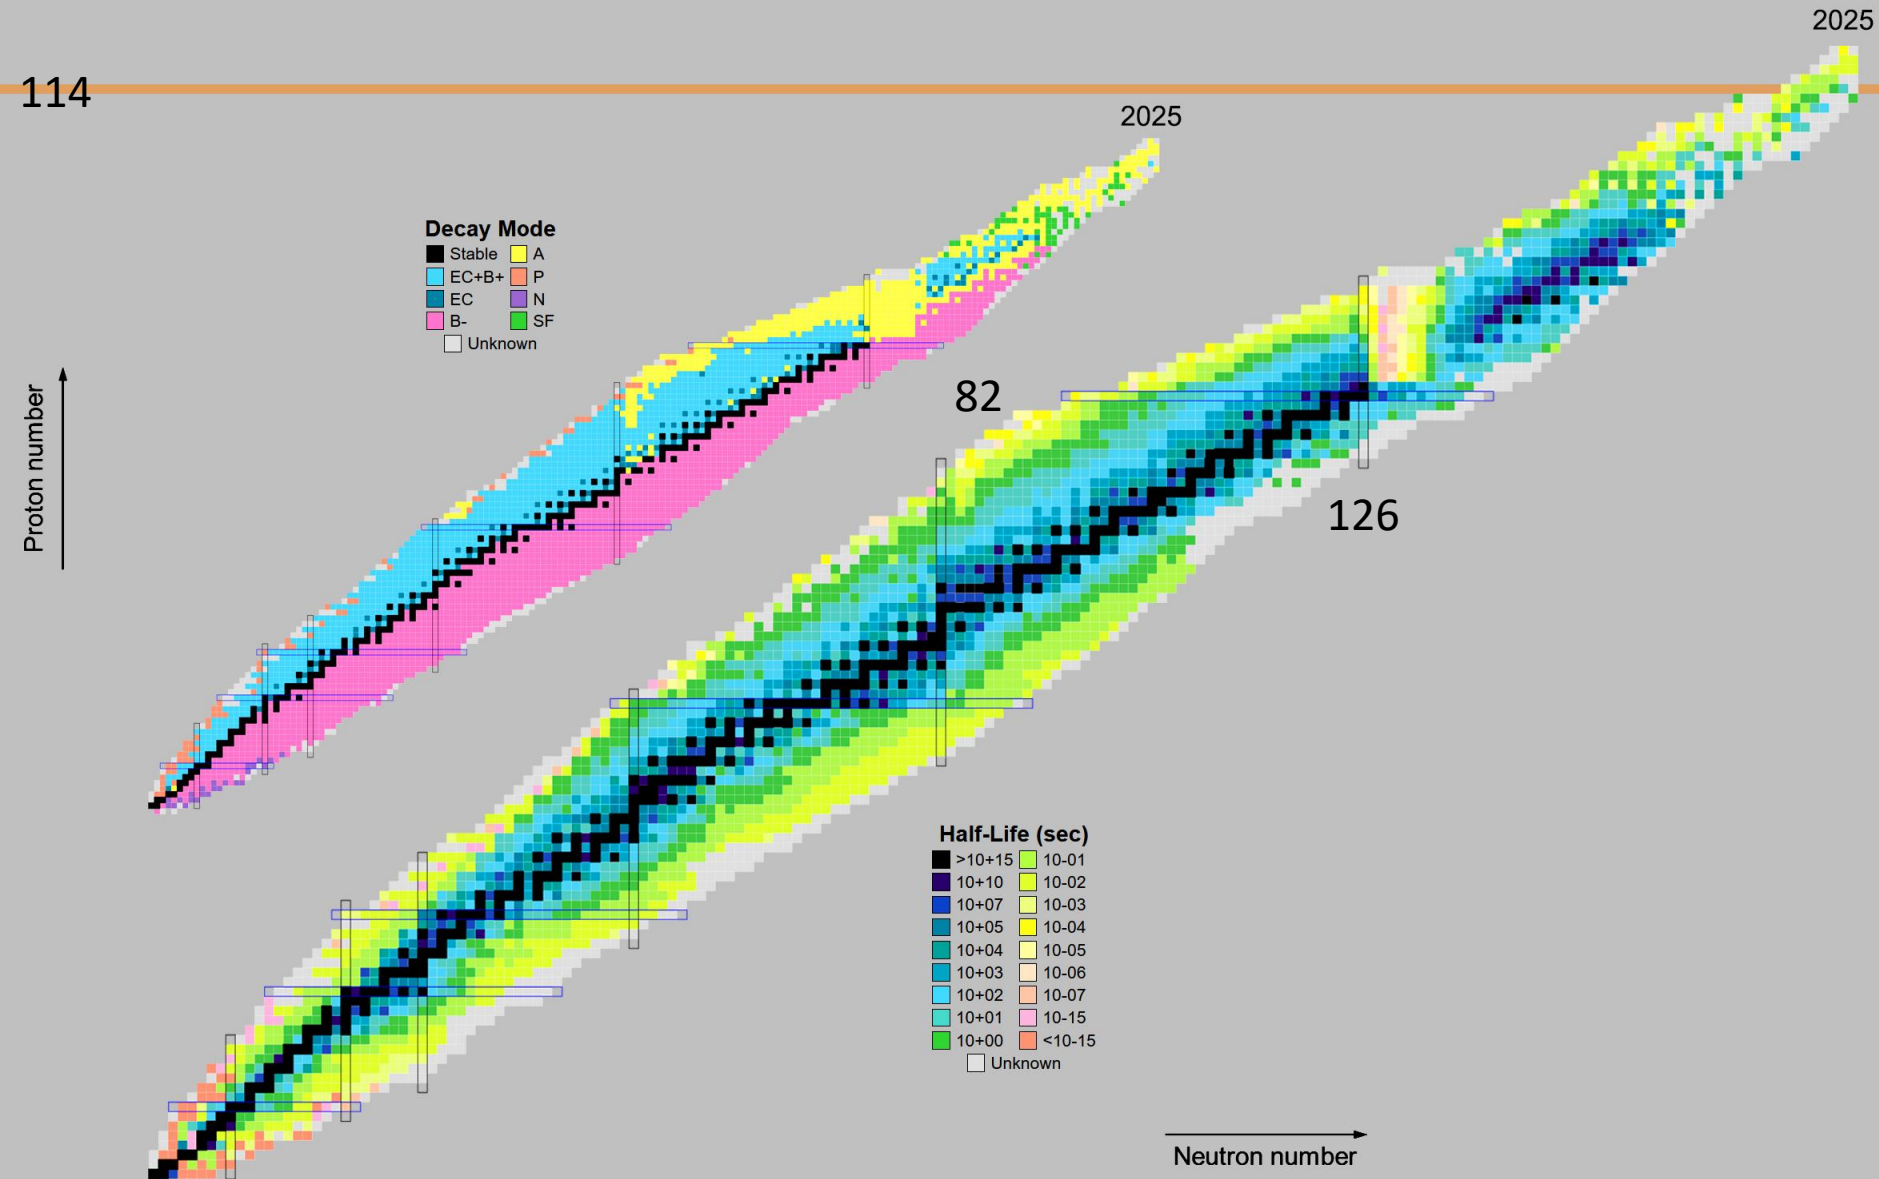 2025
114
2025
Decay Mode
Stable A
EC+B+ P
EC N
B- SF
Unknown
Proton number
82
126
Half-Life (sec)
>10+15 10-01
10+10 10-02
10+07 10-03
10+05 10-04
10+04 10-05
10+03 10-06
10+02 10-07
10+01 10-15
10+00 <10-15
Unknown
Neutron number